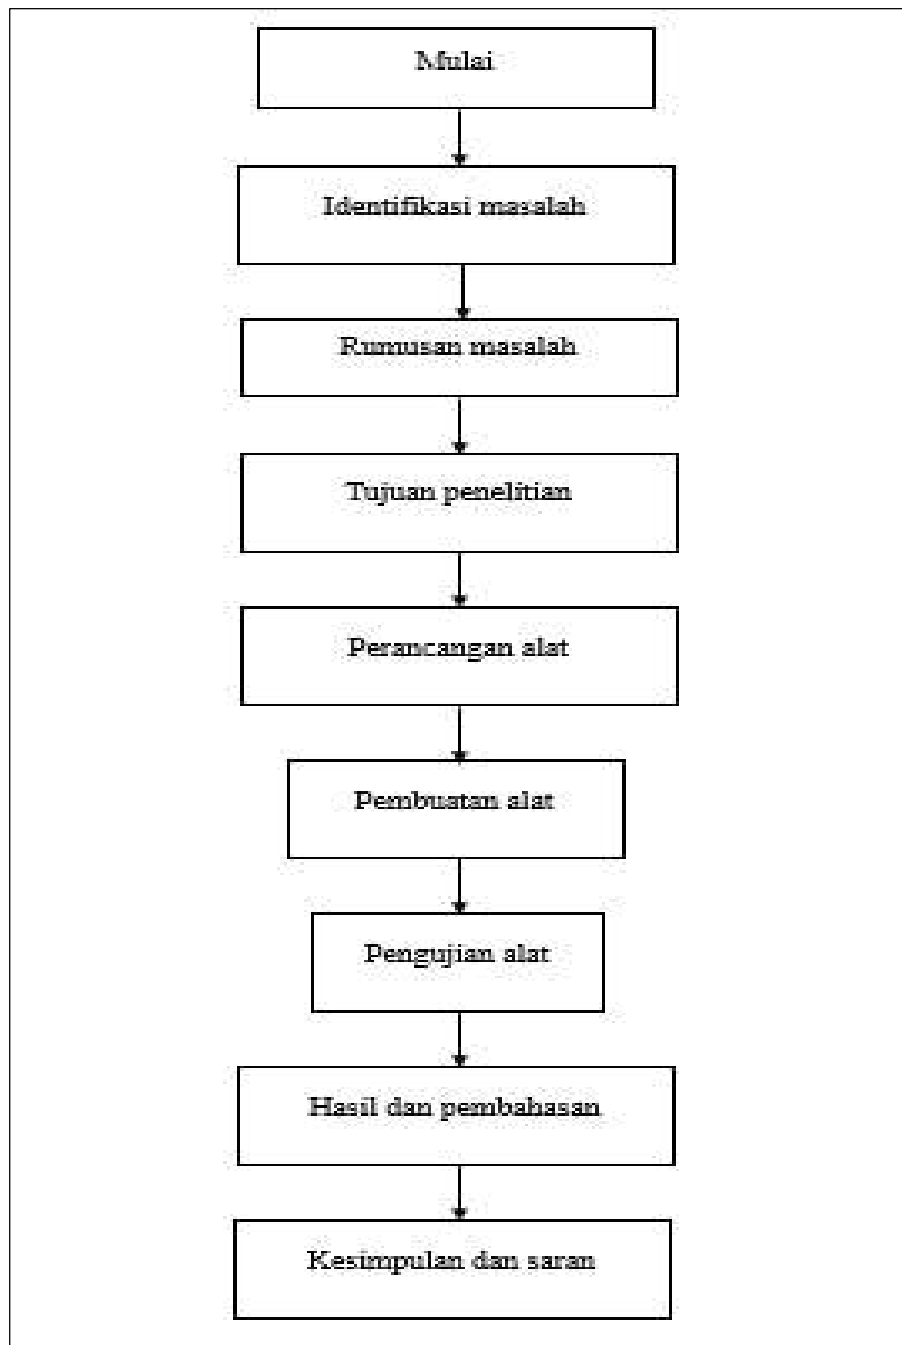 Mulai
Identifikasi masalah
Rumusan masalah
Tujuan penelitian
Perancangan alat
Pembuatan alat
Pengujian alat
Hasil dan pembahasan
Kesimpulan dan saran